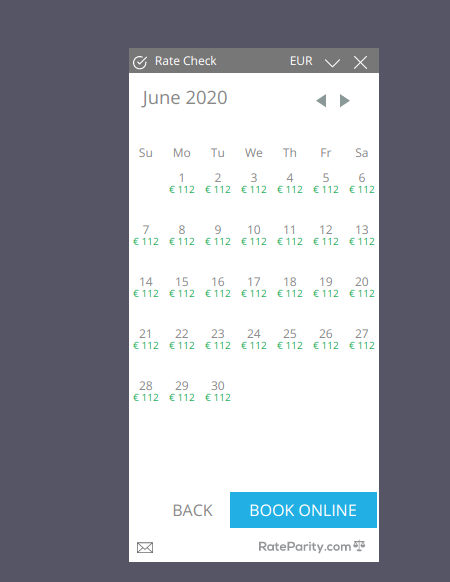 Rate Check EUR
June 2020
Su Mo Tu We Th Fr Sa
1 2 3 4 5 6
€ 112 € 112 € 112 € 112 € 112 € 112
7 8 9 10 11 12 13
€ 112 € 112 € 112 € 112 € 112 € 112 € 112
14 15 16 17 18 19 20
€ 112 € 112 € 112 € 112 € 112 € 112 € 112
21 22 23 24 25 26 27
€ 112 € 112 € 112 € 112 € 112 € 112 € 112
28 29 30
€ 112 € 112 € 112
BACK BOOK ONLINE
RateParity.com